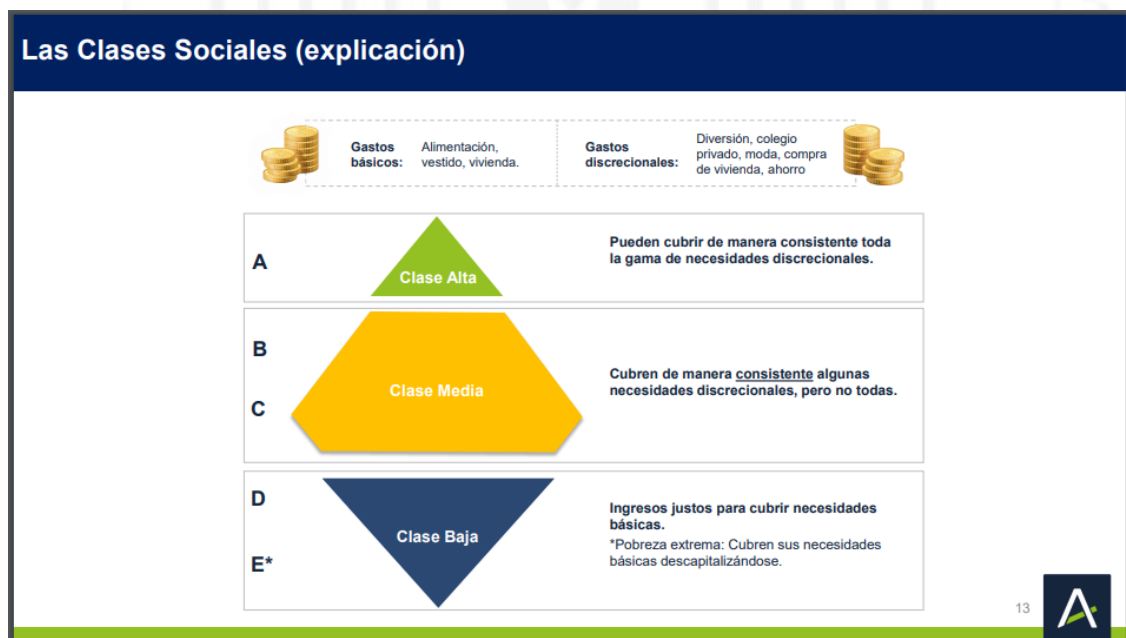 Las Clases Sociales (explicación)
Gastos
básicos:
Alimentación,
vestido, vivienda.
Gastos
discrecionales:
Diversión, colegio
privado, moda, compra
de vivienda, ahorro
A
Clase Alta
Pueden cubrir de manera consistente toda
la gama de necesidades discrecionales.
B
C
Clase Media
Cubren de manera consistente algunas
necesidades discrecionales, pero no todas.
D
E*
Clase Baja
Ingresos justos para cubrir necesidades
básicas.
*Pobreza extrema: Cubren sus necesidades
básicas descapitalizándose.
13